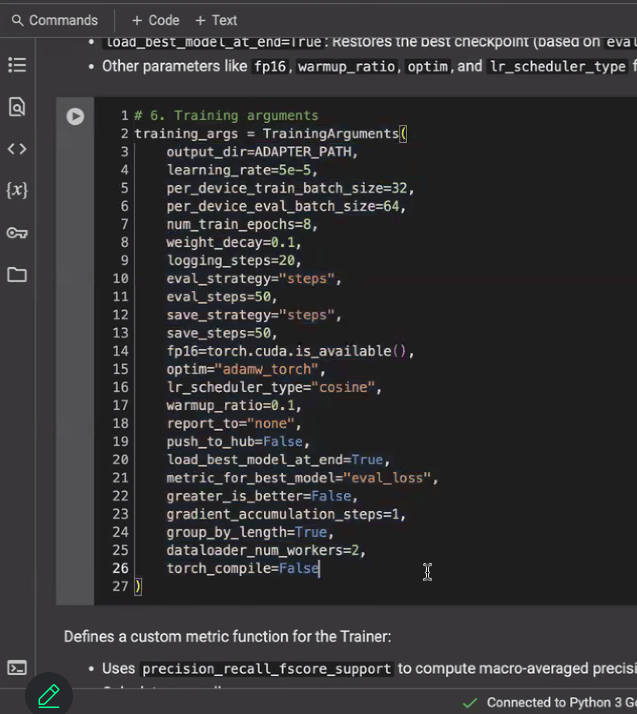 Commands + Code + Text
load_best_model_at_end=True: Restores the best checkpoint (based on eval
Other parameters like fp16, warmup_ratio, optim, and lr_scheduler_type f
1 # 6. Training arguments
2 training_args = TrainingArguments(
3 output_dir=ADAPTER_PATH,
4 learning_rate=5e-5,
5 per_device_train_batch_size=32,
6 per_device_eval_batch_size=64,
7 num_train_epochs=8,
8 weight_decay=0.1,
9 logging_steps=20,
10 eval_strategy="steps",
11 eval_steps=50,
12 save_strategy="steps",
13 save_steps=50,
14 fp16=torch.cuda.is_available(),
15 optim="adamw_torch",
16 lr_scheduler_type="cosine",
17 warmup_ratio=0.1,
18 report_to="none",
19 push_to_hub=False,
20 load_best_model_at_end=True,
21 metric_for_best_model="eval_loss",
22 greater_is_better=False,
23 gradient_accumulation_steps=1,
24 group_by_length=True,
25 dataloader_num_workers=2,
26 torch_compile=False
27 )
Defines a custom metric function for the Trainer:
Uses precision_recall_fscore_support to compute macro-averaged precisi
Connected to Python 3 Go